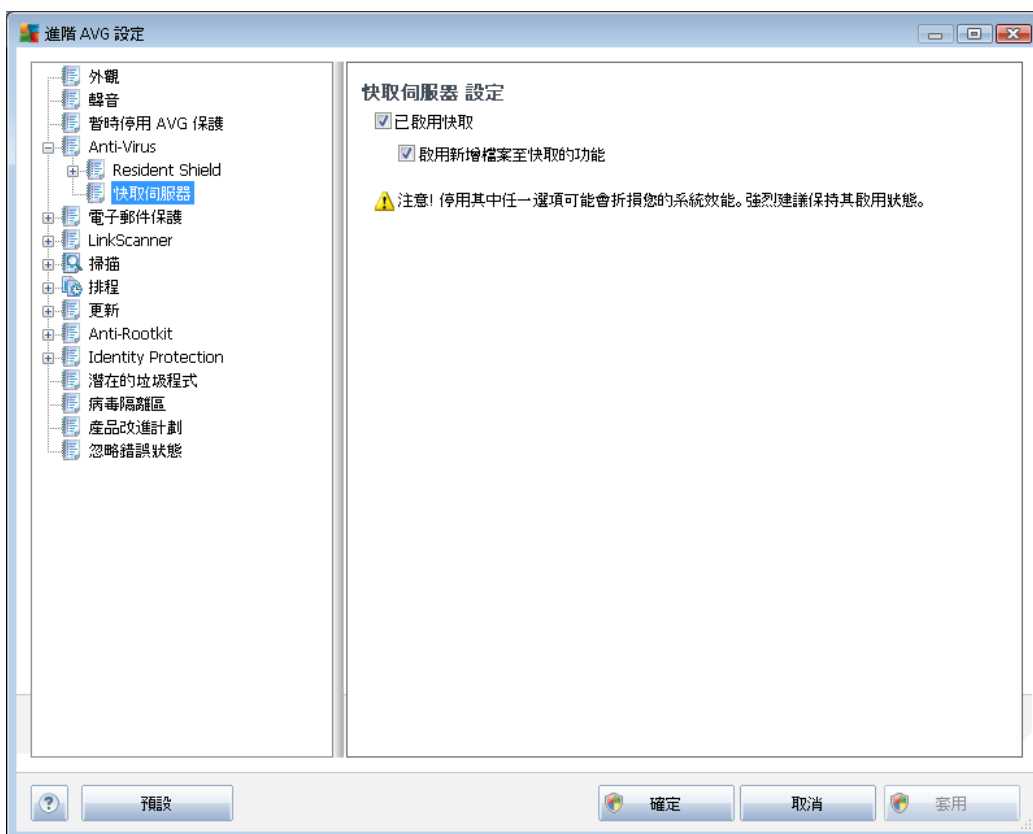 進階 AVG 設定
外觀
聲音
暫時停用 AVG 保護
Anti-Virus
Resident Shield
快取伺服器
電子郵件保護
LinkScanner
掃描
排程
更新
Anti-Rootkit
Identity Protection
潛在的垃圾程式
病毒隔離區
產品改進計劃
忽略錯誤狀態
快取伺服器 設定
已啟用快取
啟用新增檔案至快取的功能
注意! 停用其中任一選項可能會折損您的系統效能。強烈建議保持其啟用狀態。
?
預設
確定
取消
套用